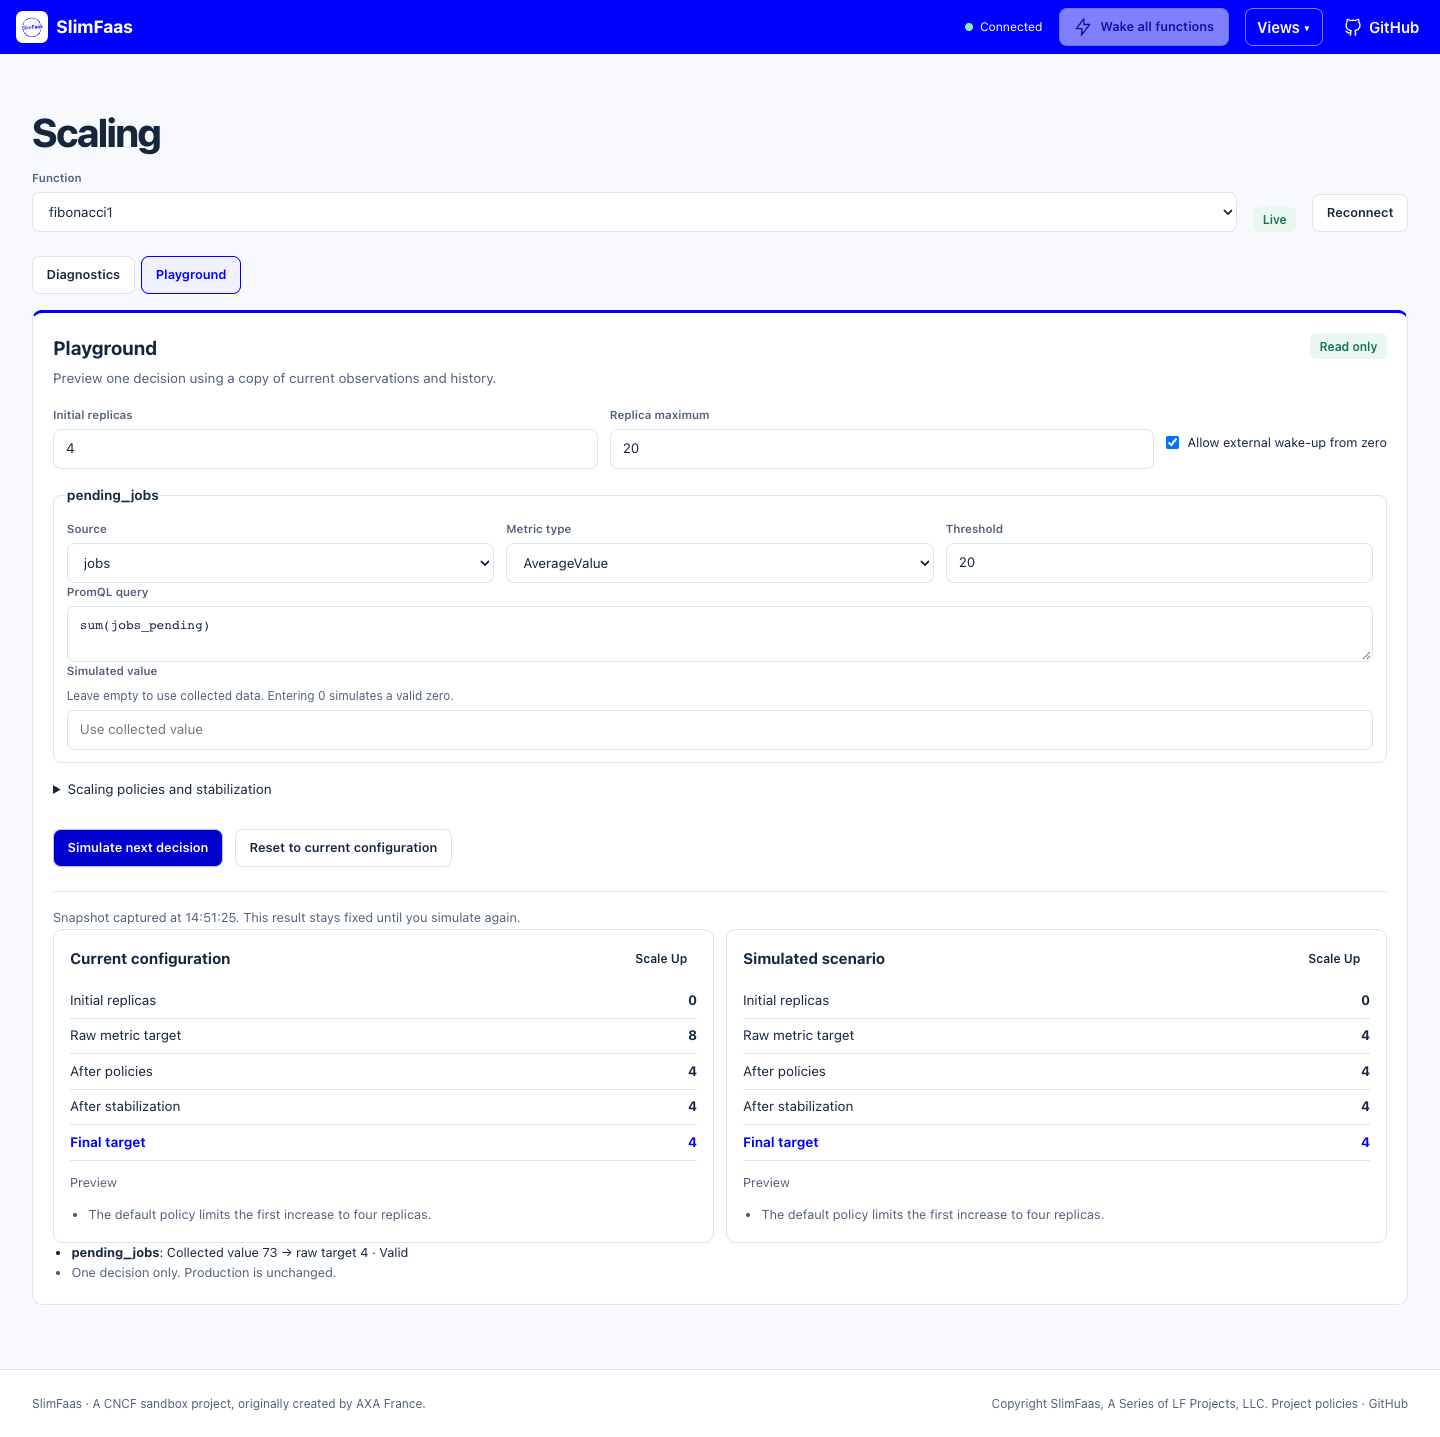 SlimFaas
SlimFaas
Connected
Wake all functions
Views ▾
GitHub
Scaling
Function
fibonacci1
Live
Reconnect
Diagnostics
Playground
Playground
Read only
Preview one decision using a copy of current observations and history.
Initial replicas
Replica maximum
4
20
Allow external wake-up from zero
pending_jobs
Source
Metric type
Threshold
jobs
AverageValue
20
PromQL query
sum(jobs_pending)
Simulated value
Leave empty to use collected data. Entering 0 simulates a valid zero.
Use collected value
Scaling policies and stabilization
Simulate next decision
Reset to current configuration
Snapshot captured at 14:51:25. This result stays fixed until you simulate again.
Current configuration
Scale Up
Initial replicas 0
Raw metric target 8
After policies 4
After stabilization 4
Final target 4
Preview
• The default policy limits the first increase to four replicas.
Simulated scenario
Scale Up
Initial replicas 0
Raw metric target 4
After policies 4
After stabilization 4
Final target 4
Preview
• The default policy limits the first increase to four replicas.
• pending_jobs: Collected value 73 → raw target 4 · Valid
• One decision only. Production is unchanged.
SlimFaas · A CNCF sandbox project, originally created by AXA France.
Copyright SlimFaas, A Series of LF Projects, LLC. Project policies · GitHub